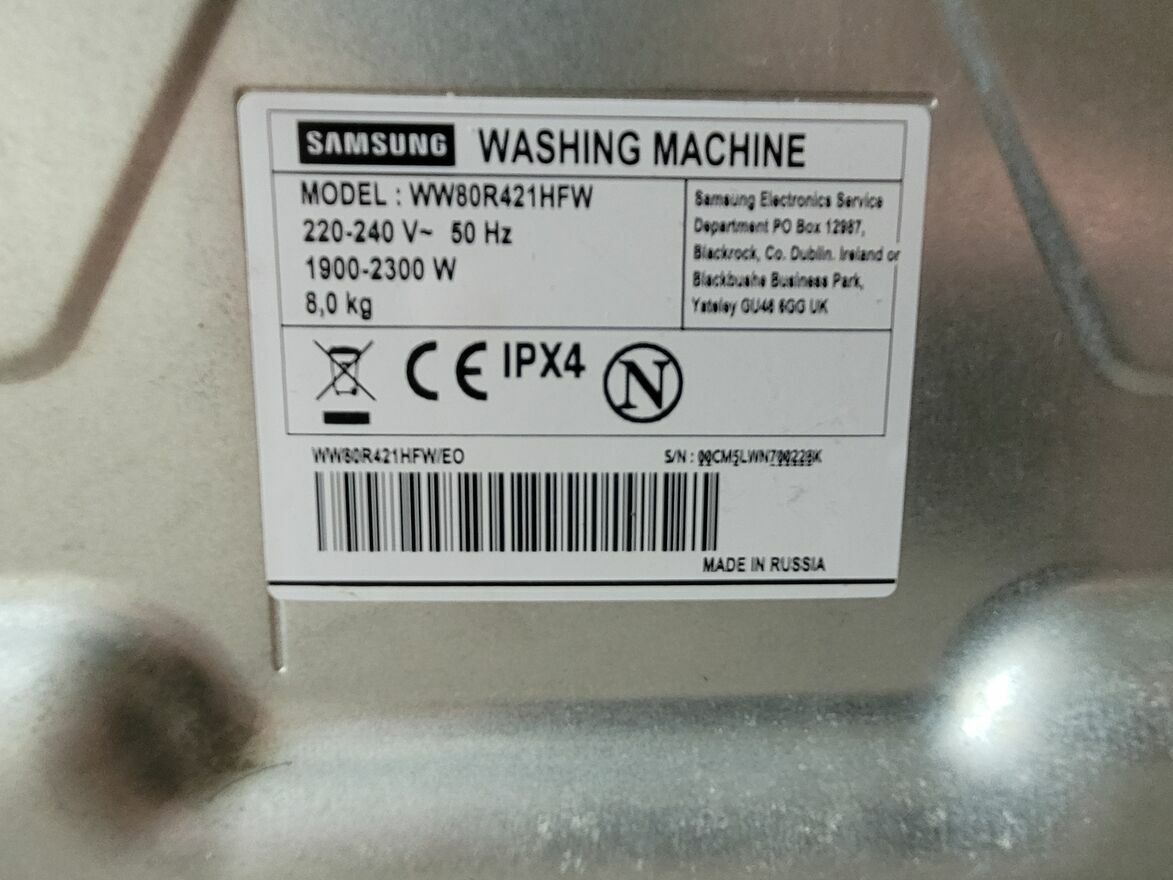 SAMSUNG WASHING MACHINE
MODEL : WW80R421HFW
220-240 V~ 50 Hz
1900-2300 W
8,0 kg
Samsung Electronics Service
Department PO Box 12987,
Blackrock, Co. Dublin. Ireland or
Blackbushe Business Park,
Yateley GU46 6GG UK
CE IPX4 N
WW80R421HFW/EO
S/N :
MADE IN RUSSIA